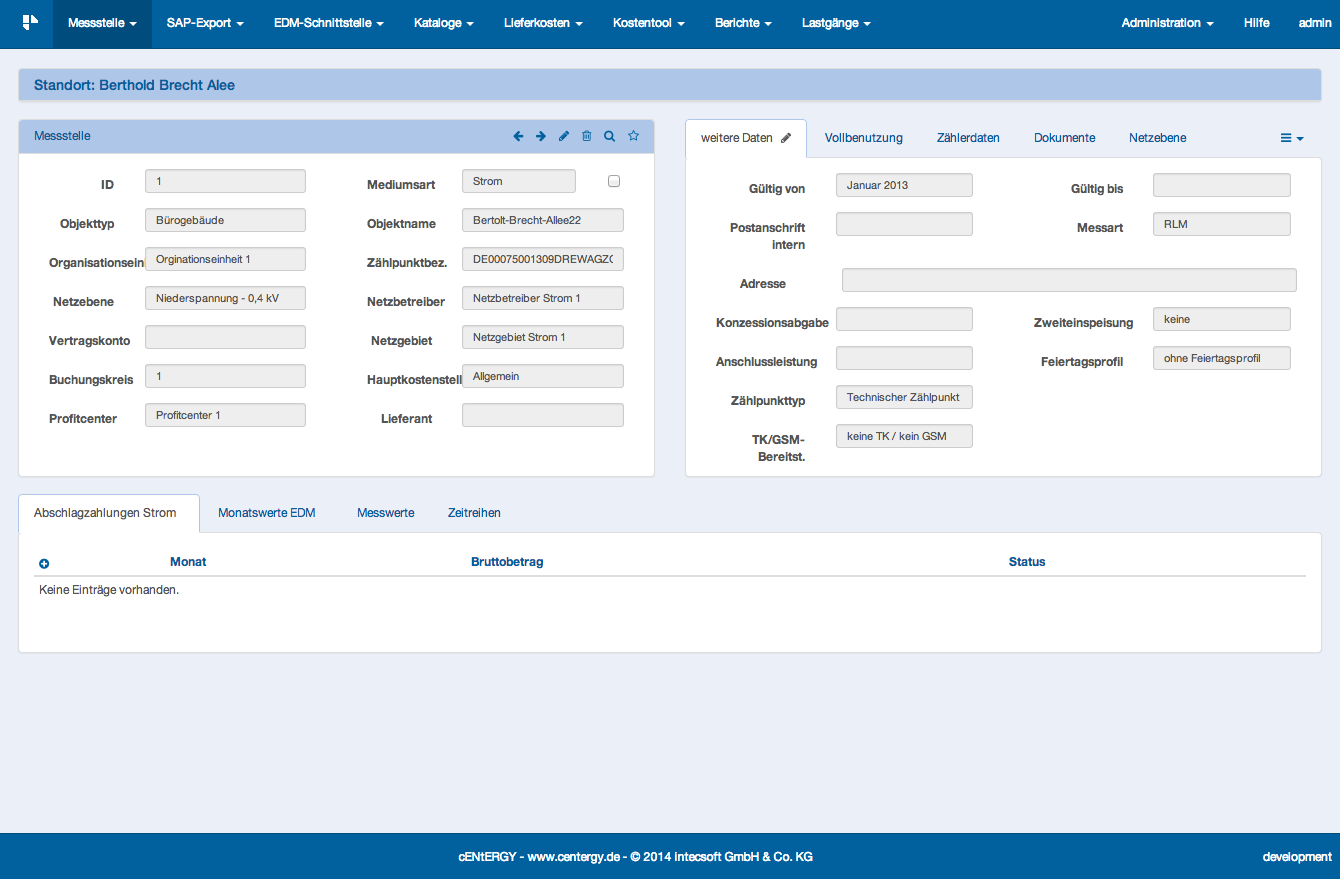 Messstelle SAP-Export EDM-Schnittstelle Kataloge Lieferkosten Kostentool Berichte Lastgänge Administration Hilfe admin
Standort: Berthold Brecht Alee
Messstelle
ID 1 Mediumsart Strom
Objekttyp Bürogebäude Objektname Bertolt-Brecht-Allee22
Organisationsein Orginationseinheit 1 Zählpunktbez. DE00075001309DREWAGZ
Netzebene Niederspannung - 0,4 kV Netzbetreiber Netzbetreiber Strom 1
Vertragskonto Netzgebiet Netzgebiet Strom 1
Buchungskreis 1 Hauptkostenstell Allgemein
Profitcenter Profitcenter 1 Lieferant
weitere Daten Vollbenutzung Zählerdaten Dokumente Netzebene
Gültig von Januar 2013 Gültig bis
Postanschrift
intern
Messart RLM
Adresse
Konzessionsabgabe Zweiteinspeisung keine
Anschlussleistung Feiertagsprofil ohne Feiertagsprofil
Zählpunkttyp Technischer Zählpunkt
TK/GSM-
Bereitst.
keine TK / kein GSM
Abschlagzahlungen Strom Monatswerte EDM Messwerte Zeitreihen
Monat Bruttobetrag Status
Keine Einträge vorhanden.
cENtERGY - www.centergy.de - © 2014 Intecsoft GmbH & Co. KG development